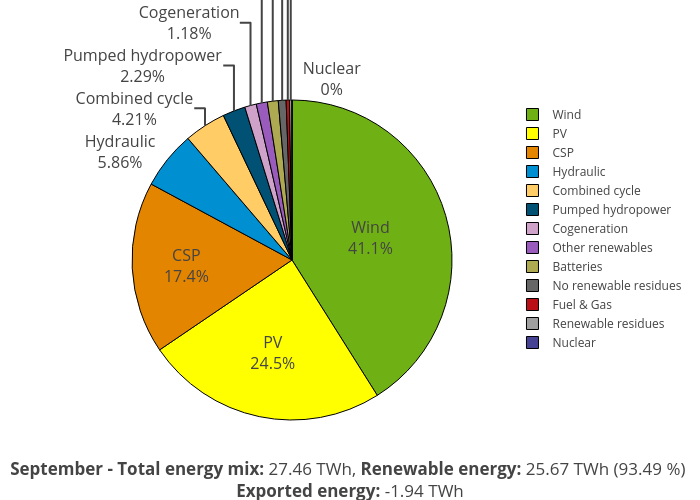 Cogeneration
1.18%
Pumped hydropower
2.29%
Combined cycle
4.21%
Hydraulic
5.86%
Nuclear
0%
Wind
41.1%
CSP
17.4%
PV
24.5%
Wind
PV
CSP
Hydraulic
Combined cycle
Pumped hydropower
Cogeneration
Other renewables
Batteries
No renewable residues
Fuel & Gas
Renewable residues
Nuclear
September - Total energy mix: 27.46 TWh, Renewable energy: 25.67 TWh (93.49 %)
Exported energy: -1.94 TWh